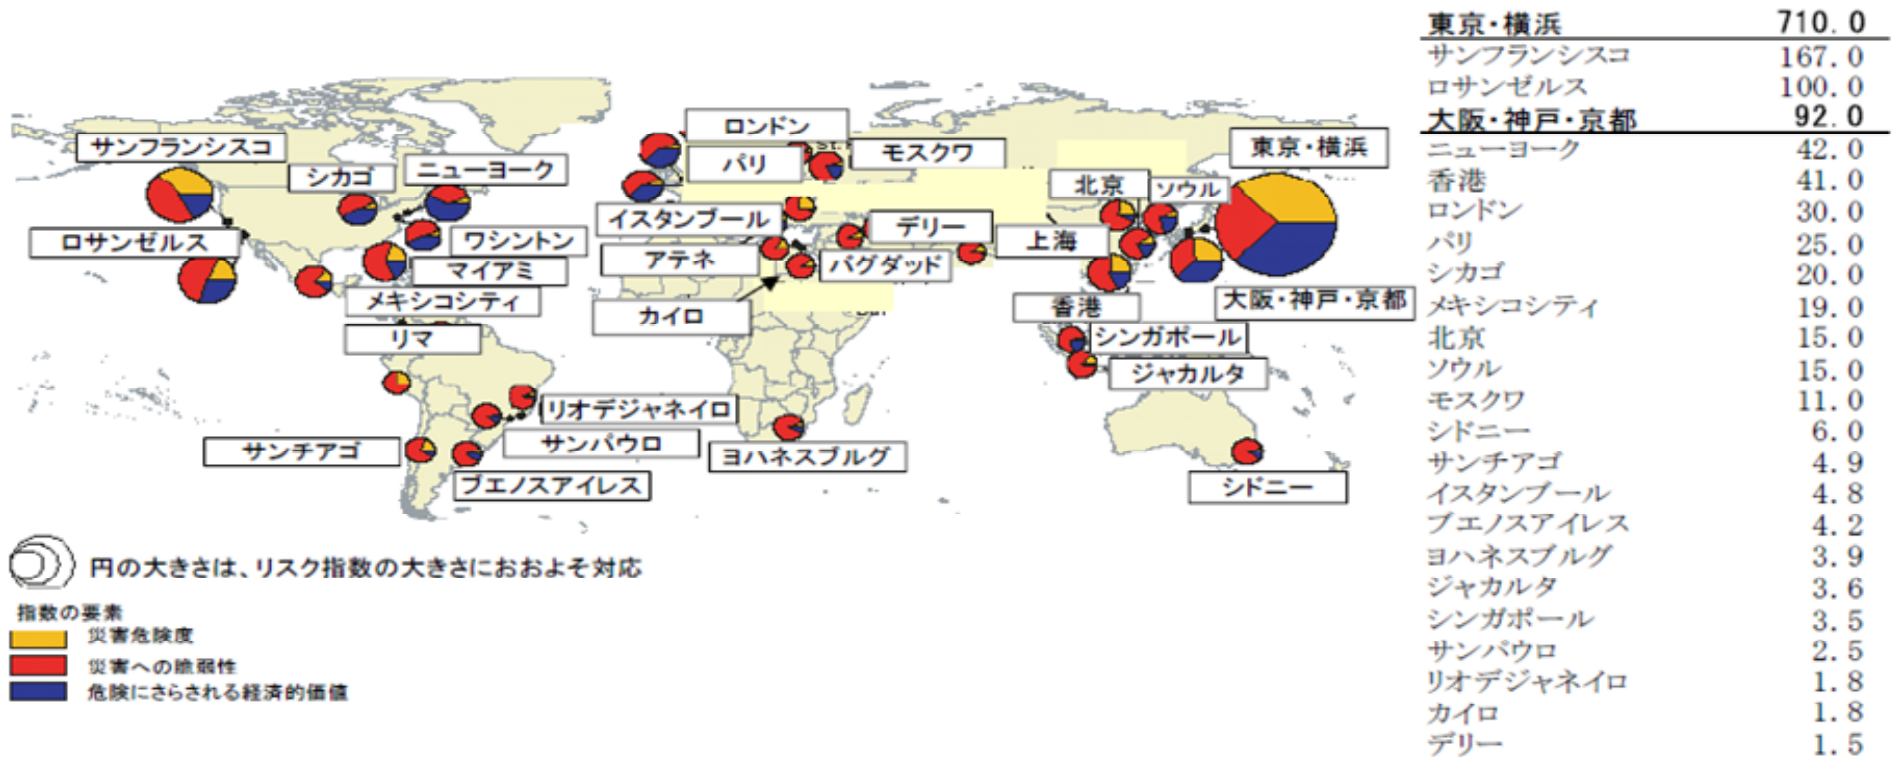 サンフランシスコ
シカゴ
ニューヨーク
ロサンゼルス
ワシントン
マイアミ
メキシコシティ
リマ
リオデジャネイロ
サンパウロ
サンチアゴ
ブエノスアイレス
ロンドン
パリ
モスクワ
イスタンブール
デリー
アテネ
バグダッド
カイロ
ヨハネスブルグ
北京
ソウル
東京・横浜
上海
香港
大阪・神戸・京都
シンガポール
ジャカルタ
シドニー
円の大きさは、リスク指数の大きさにおおよそ対応
指数の要素
災害危険度
災害への脆弱性
危険にさらされる経済的価値
東京・横浜 710.0
サンフランシスコ 167.0
ロサンゼルス 100.0
大阪・神戸・京都 92.0
ニューヨーク 42.0
香港 41.0
ロンドン 30.0
パリ 25.0
シカゴ 20.0
メキシコシティ 19.0
北京 15.0
ソウル 15.0
モスクワ 11.0
シドニー 6.0
サンチアゴ 4.9
イスタンブール 4.8
ブエノスアイレス 4.2
ヨハネスブルグ 3.9
ジャカルタ 3.6
シンガポール 3.5
サンパウロ 2.5
リオデジャネイロ 1.8
カイロ 1.8
デリー 1.5